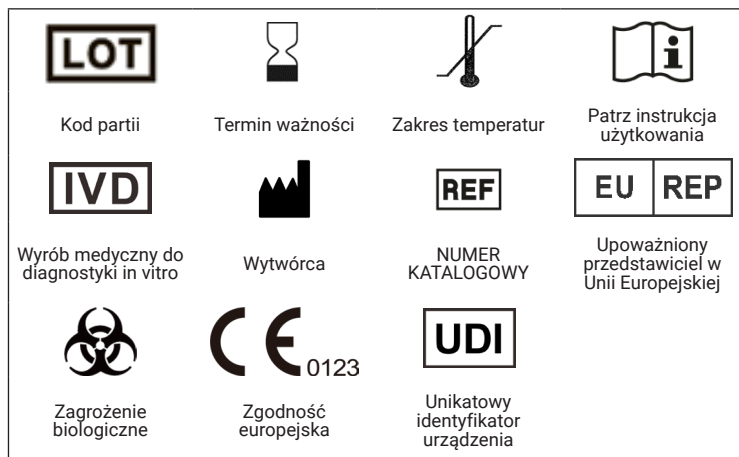 LOT
Kod partii
Termin ważności
Zakres temperatur
i
Patrz instrukcja
użytkowania
IVD
Wyrób medyczny do
diagnostyki in vitro
Wytwórca
REF
NUMER
KATALOGOWY
EU REP
Upoważniony
przedstawiciel w
Unii Europejskiej
Zagrożenie
biologiczne
CE 0123
Zgodność
europejska
UDI
Unikatowy
identyfikator
urządzenia